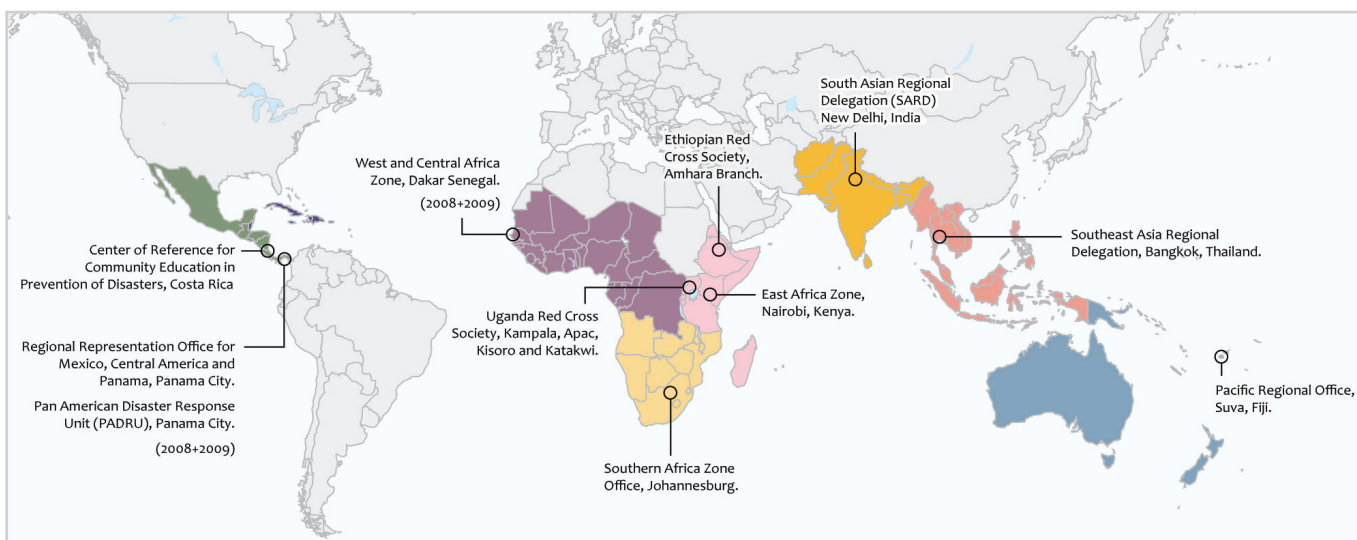 South Asian Regional
Delegation (SARD)
New Delhi, India
Ethiopian Red
Cross Society,
Amhara Branch.
West and Central Africa
Zone, Dakar Senegal.
(2008+2009)
Southeast Asia Regional
Delegation, Bangkok, Thailand.
Center of Reference for
Community Education in
Prevention of Disasters, Costa Rica
East Africa Zone,
Nairobi, Kenya.
Uganda Red Cross
Society, Kampala, Apac,
Kisoro and Katakwi.
Regional Representation Office for
Mexico, Central America and
Panama, Panama City.
Pan American Disaster Response
Unit (PADRU), Panama City.
(2008+2009)
Pacific Regional Office,
Suva, Fiji.
Southern Africa Zone
Office, Johannesburg.